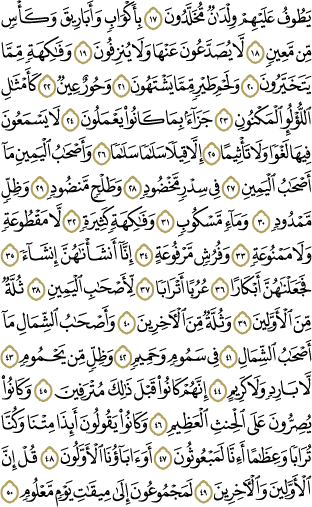 يَطُوفُ عَلَيْهِمْ وِلْدَٰنٌ مُّخَلَّدُونَ ١٧ بِأَكْوَابٍ وَأَبَارِيقَ وَكَأْسٍ
مِّن مَّعِينٍ ١٨ لَّا يُصَدَّعُونَ عَنْهَا وَلَا يُنزِفُونَ ١٩ وَفَٰكِهَةٍ مِّمَّا
يَتَخَيَّرُونَ ٢٠ وَلَحْمِ طَيْرٍ مِّمَّا يَشْتَهُونَ ٢١ وَحُورٌ عِينٌ ٢٢ كَأَمْثَٰلِ
ٱللُّؤْلُوِٕ ٱلْمَكْنُونِ ٢٣ جَزَآءًۢ بِمَا كَانُوا۟ يَعْمَلُونَ ٢٤ لَا يَسْمَعُونَ
فِيهَا لَغْوًا وَلَا تَأْثِيمًا ٢٥ إِلَّا قِيلًا سَلَٰمًا سَلَٰمًا ٢٦ وَأَصْحَٰبُ ٱلْيَمِينِ مَآ
أَصْحَٰبُ ٱلْيَمِينِ ٢٧ فِى سِدْرٍ مَّخْضُودٍ ٢٨ وَطَلْحٍ مَّنضُودٍ ٢٩ وَظِلٍّ
مَّمْدُودٍ ٣٠ وَمَآءٍ مَّسْكُوبٍ ٣١ وَفَٰكِهَةٍ كَثِيرَةٍ ٣٢ لَّا مَقْطُوعَةٍ
وَلَا مَمْنُوعَةٍ ٣٣ وَفُرُشٍ مَّرْفُوعَةٍ ٣٤ إِنَّآ أَنشَأْنَٰهُنَّ إِنشَآءً ٣٥
فَجَعَلْنَٰهُنَّ أَبْكَارًا ٣٦ عُرُبًا أَتْرَابًا ٣٧ لِّأَصْحَٰبِ ٱلْيَمِينِ ٣٨ ثُلَّةٌ
مِّنَ ٱلْأَوَّلِينَ ٣٩ وَثُلَّةٌ مِّنَ ٱلْءَاخِرِينَ ٤٠ وَأَصْحَٰبُ ٱلشِّمَالِ مَآ
أَصْحَٰبُ ٱلشِّمَالِ ٤١ فِى سَمُومٍ وَحَمِيمٍ ٤٢ وَظِلٍّ مِّن يَحْمُومٍ ٤٣
لَّا بَارِدٍ وَلَا كَرِيمٍ ٤٤ إِنَّهُمْ كَانُوا۟ قَبْلَ ذَٰلِكَ مُتْرَفِينَ ٤٥ وَكَانُوا۟
يُصِرُّونَ عَلَى ٱلْحِنثِ ٱلْعَظِيمِ ٤٦ وَكَانُوا۟ يَقُولُونَ أَئِذَا مِتْنَا وَكُنَّا
تُرَابًا وَعِظَٰمًا أَءِنَّا لَمَبْعُوثُونَ ٤٧ أَوَءَابَآؤُنَا ٱلْأَوَّلُونَ ٤٨ قُلْ إِنَّ
ٱلْأَوَّلِينَ وَٱلْءَاخِرِينَ ٤٩ لَمَجْمُوعُونَ إِلَىٰ مِيقَٰتِ يَوْمٍ مَّعْلُومٍ ٥٠